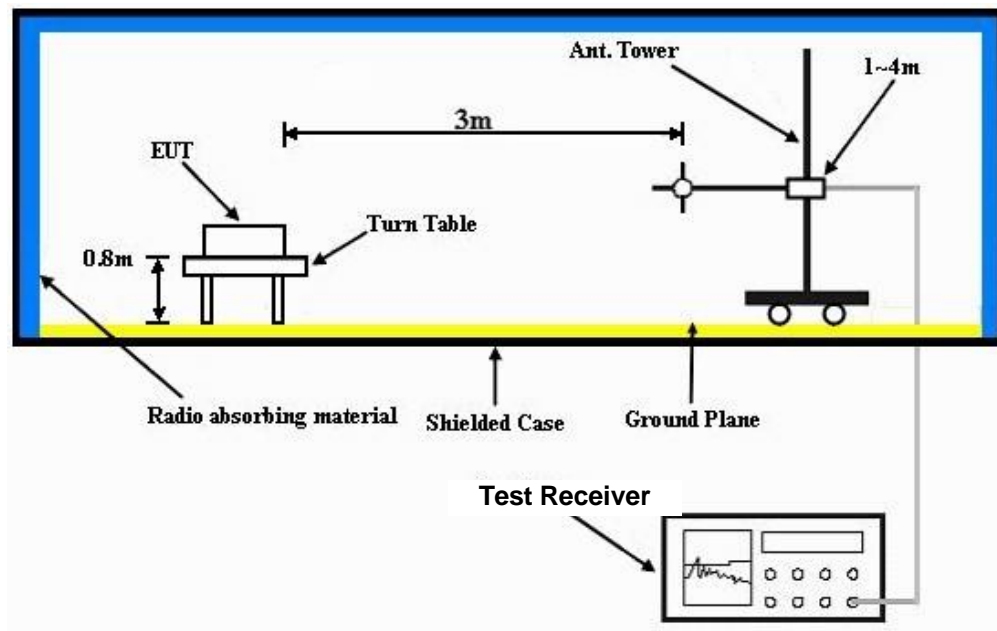 Ant. Tower
1~4m
3m
EUT
Turn Table
0.8m
Radio absorbing material
Shielded Case
Ground Plane
Test Receiver